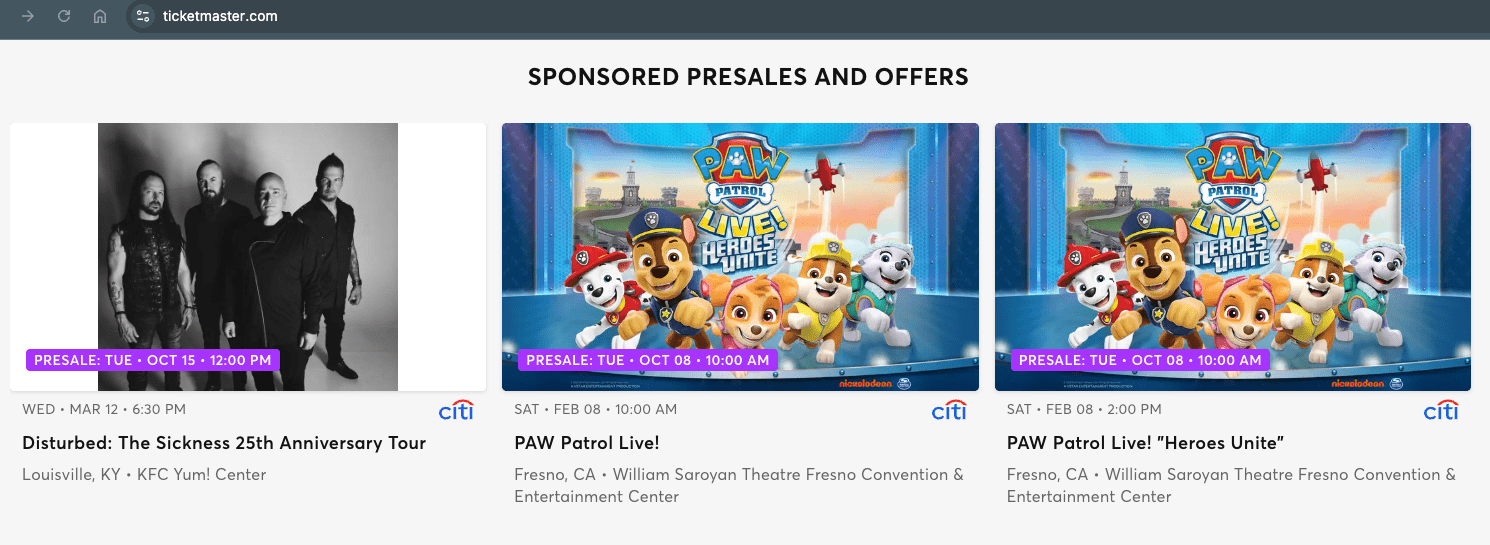 ticketmaster.com
SPONSORED PRESALES AND OFFERS
PRESALE: TUE • OCT 15 • 12:00 PM
WED • MAR 12 • 6:30 PM
citi
Disturbed: The Sickness 25th Anniversary Tour
Louisville, KY • KFC Yum! Center
PAW
PATROL
LIVE!
HEROES
UNITE
nickelodeon
PRESALE: TUE • OCT 08 • 10:00 AM
SAT • FEB 08 • 10:00 AM
citi
PAW Patrol Live!
Fresno, CA • William Saroyan Theatre Fresno Convention &
Entertainment Center
PAW
PATROL
LIVE!
HEROES
UNITE
nickelodeon
PRESALE: TUE • OCT 08 • 10:00 AM
SAT • FEB 08 • 2:00 PM
citi
PAW Patrol Live! "Heroes Unite"
Fresno, CA • William Saroyan Theatre Fresno Convention &
Entertainment Center